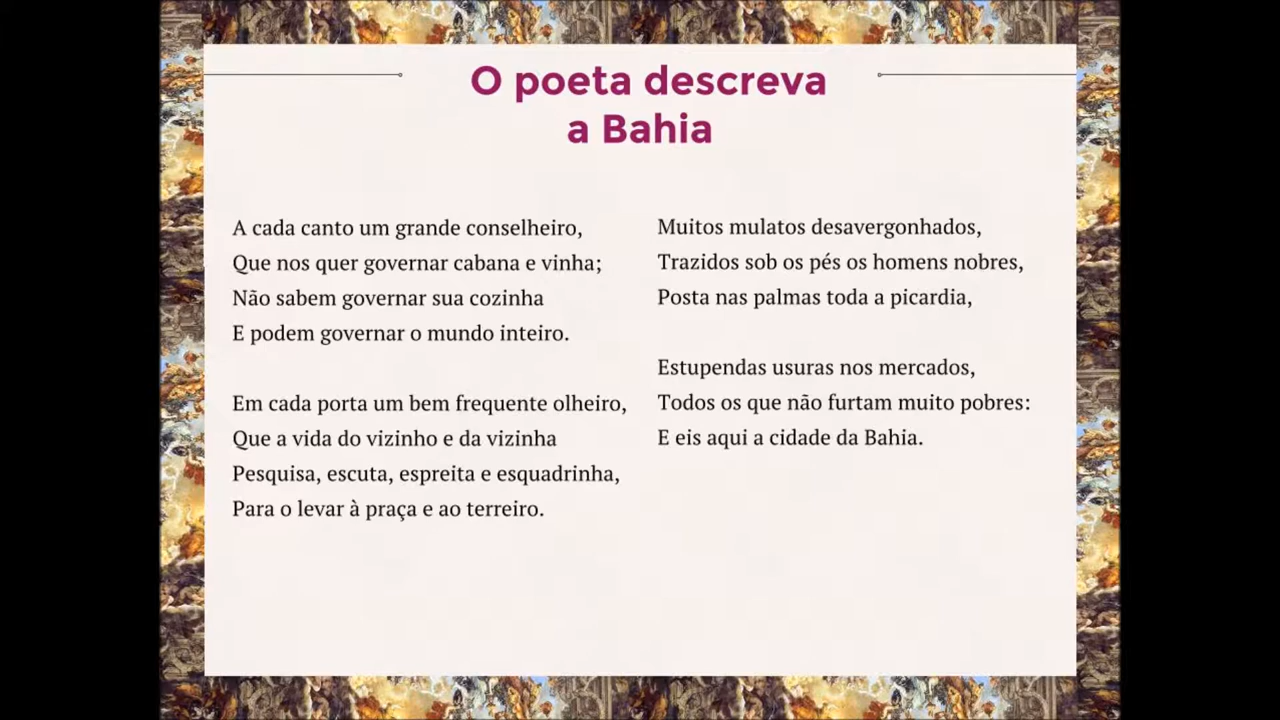 O poeta descreva
a Bahia
A cada canto um grande conselheiro,
Que nos quer governar cabana e vinha;
Não sabem governar sua cozinha
E podem governar o mundo inteiro.
Em cada porta um bem frequente olheiro,
Que a vida do vizinho e da vizinha
Pesquisa, escuta, espreita e esquadrinha,
Para o levar à praça e ao terreiro.
Muitos mulatos desavergonhados,
Trazidos sob os pés os homens nobres,
Posta nas palmas toda a picardia,
Estupendas usuras nos mercados,
Todos os que não furtam muito pobres:
E eis aqui a cidade da Bahia.